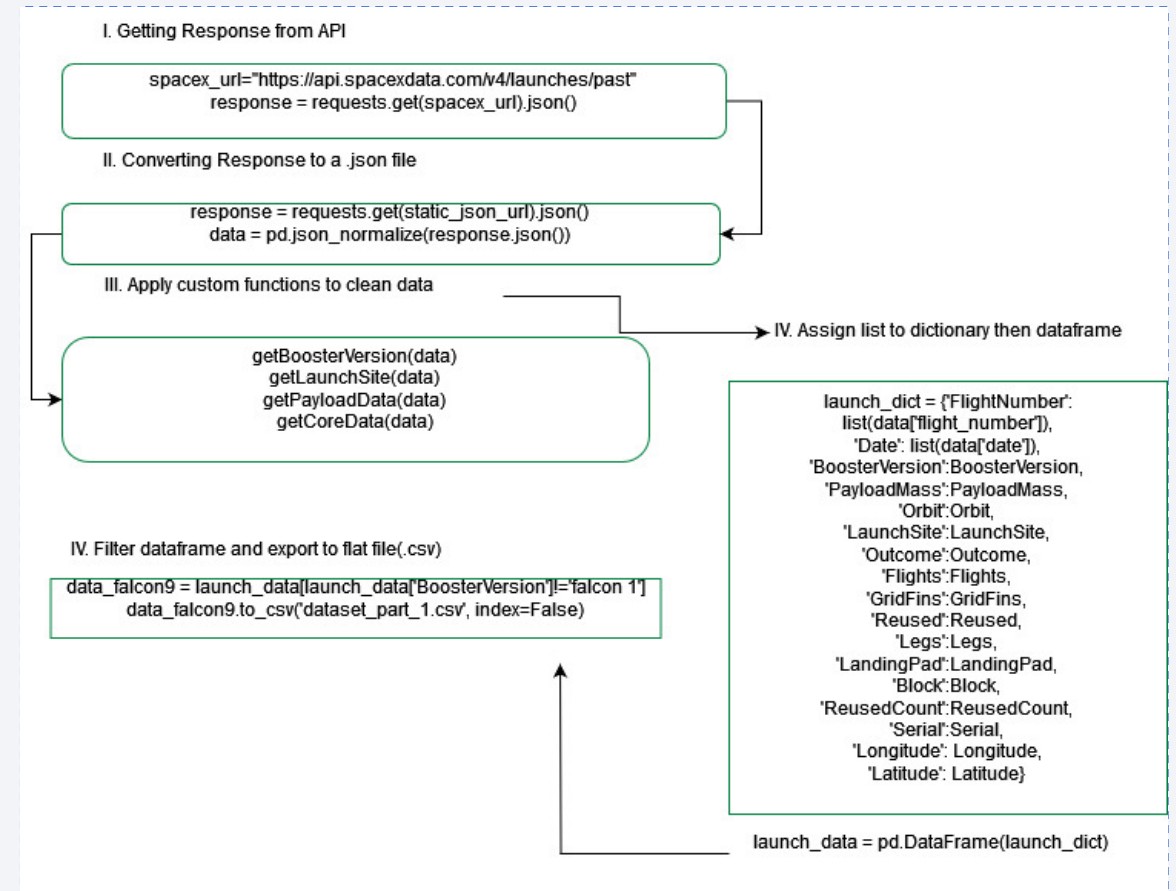 I. Getting Response from API
spacex_url="https://api.spacexdata.com/v4/launches/past"
response = requests.get(spacex_url).json()
II. Converting Response to a .json file
response = requests.get(static_json_url).json()
data = pd.json_normalize(response.json())
III. Apply custom functions to clean data
getBoosterVersion(data)
getLaunchSite(data)
getPayloadData(data)
getCoreData(data)
IV. Assign list to dictionary then dataframe
launch_dict = {'FlightNumber':
list(data['flight_number']),
'Date': list(data['date']),
'BoosterVersion':BoosterVersion,
'PayloadMass':PayloadMass,
'Orbit':Orbit,
'LaunchSite':LaunchSite,
'Outcome':Outcome,
'Flights':Flights,
'GridFins':GridFins,
'Reused':Reused,
'Legs':Legs,
'LandingPad':LandingPad,
'Block':Block,
'ReusedCount':ReusedCount,
'Serial':Serial,
'Longitude': Longitude,
'Latitude': Latitude}
launch_data = pd.DataFrame(launch_dict)
IV. Filter dataframe and export to flat file(.csv)
data_falcon9 = launch_data[launch_data['BoosterVersion']!='falcon 1']
data_falcon9.to_csv('dataset_part_1.csv', index=False)